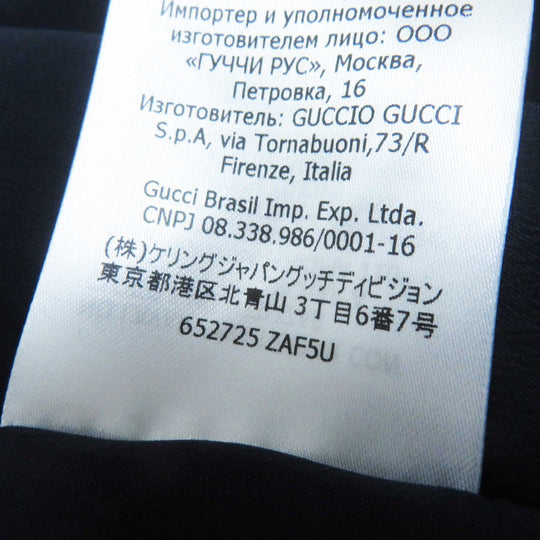 Импортер и уполномоченное
изготовителем лицо: ООО
«ГУЧЧИ РУС», Москва,
Петровка, 16
Изготовитель: GUCCIO GUCCI
S.p.A, via Tornabuoni,73/R
Firenze, Italia
Gucci Brasil Imp. Exp. Ltda.
CNPJ 08.338.986/0001-16
(株)ケリングジャパングッチディビジョン
東京都港区北青山 3丁目6番7号
652725 ZAF5U